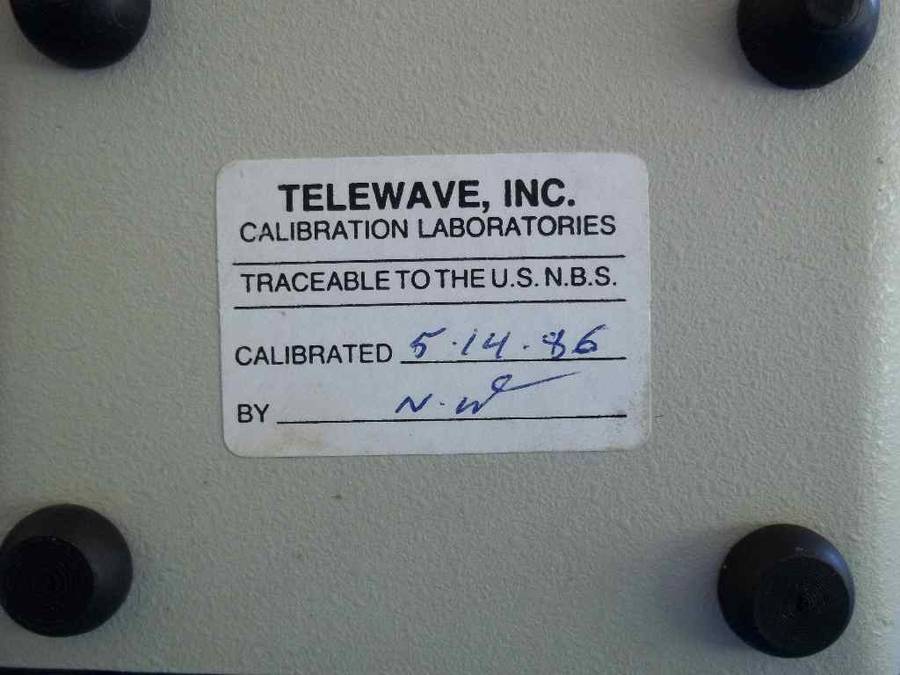 TELEWAVE, INC.
CALIBRATION LABORATORIES
TRACEABLE TO THE U.S. N.B.S.
CALIBRATED 5.14.86
BY N.